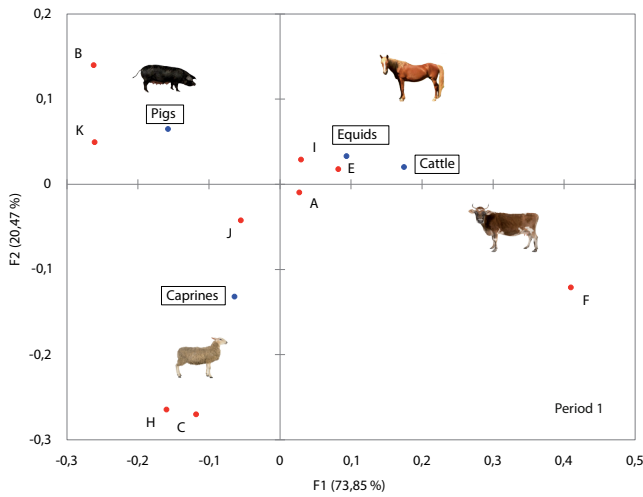 0,2
B
0,1
Pigs
K
Equids
I
E
Cattle
0
A
J
F2 (20,47 %)
-0,1
Caprines
F
-0,2
Period 1
H
C
-0,3
-0,3
-0,2
-0,1
0
0,1
0,2
0,3
0,4
0,5
F1 (73,85 %)